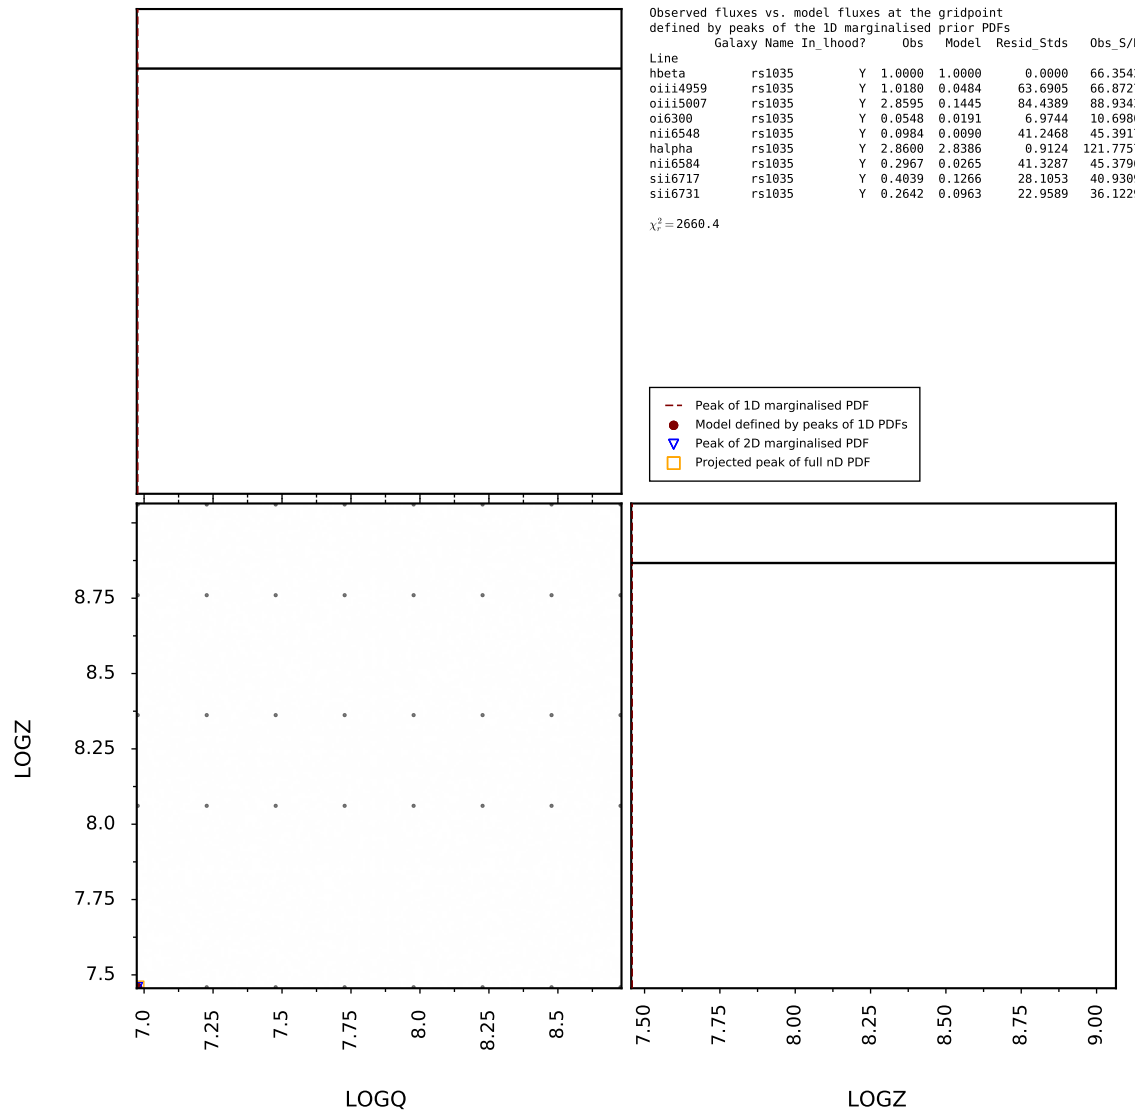 Observed fluxes vs. model fluxes at the gridpoint
defined by peaks of the 1D marginalised prior PDFs
Galaxy Name In_lhood? Obs Model Resid_Stds Obs_S/
Line
hbeta rs1035 Y 1.0000 1.0000 0.0000 66.354
oiii4959 rs1035 Y 1.0180 0.0484 63.6905 66.872
oiii5007 rs1035 Y 2.8595 0.1445 84.4389 88.934
oi6300 rs1035 Y 0.0548 0.0191 6.9744 10.698
nii6548 rs1035 Y 0.0984 0.0090 41.2468 45.391
halpha rs1035 Y 2.8600 2.8386 0.9124 121.775
nii6584 rs1035 Y 0.2967 0.0265 41.3287 45.379
sii6717 rs1035 Y 0.4039 0.1266 28.1053 40.930
sii6731 rs1035 Y 0.2642 0.0963 22.9589 36.122
χ²ᵣ = 2660.4
Peak of 1D marginalised PDF
Model defined by peaks of 1D PDFs
Peak of 2D marginalised PDF
Projected peak of full nD PDF
8.75
8.5
8.25
8.0
7.75
7.5
LOGZ
7.0 7.25 7.5 7.75 8.0 8.25 8.5
LOGQ
7.50 7.75 8.00 8.25 8.50 8.75 9.00
LOGZ